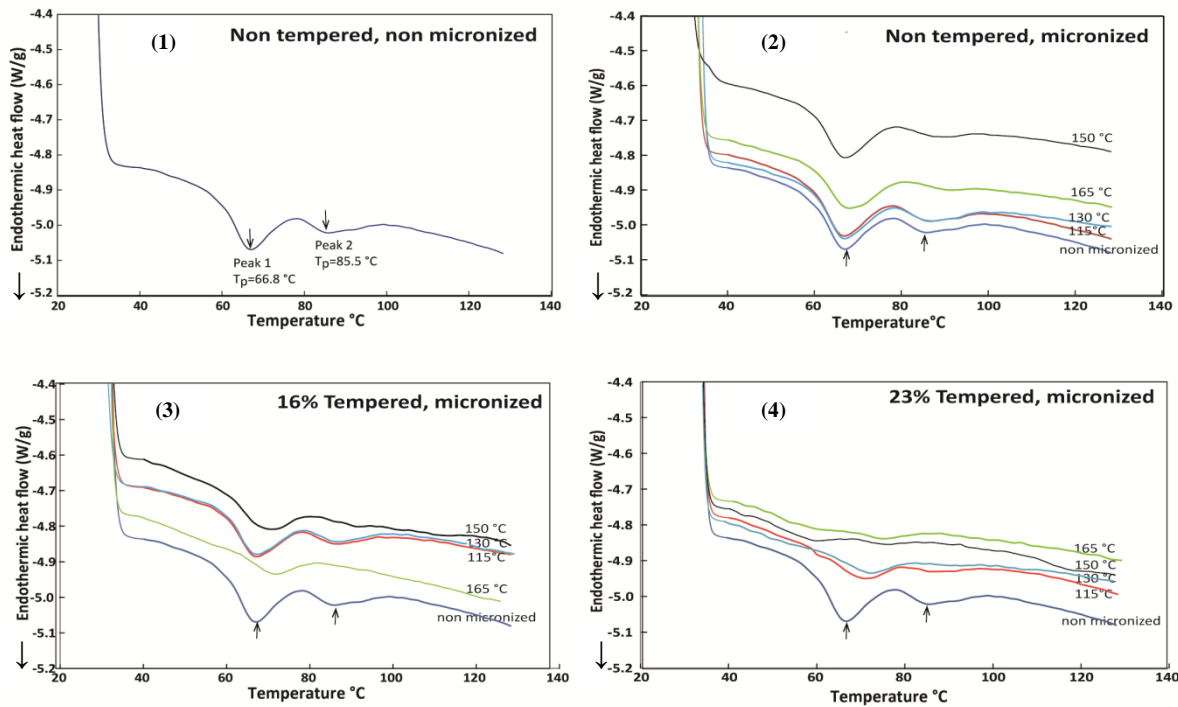 (1)
Non tempered, non micronized
Endothermic heat flow (W/g)
-4.4
-4.5
-4.6
-4.7
-4.8
-4.9
-5.0
-5.1
-5.2
Peak 1
Tp=66.8 °C
Peak 2
Tp=85.5 °C
20 40 60 80 100 120 140
Temperature °C
(2)
Non tempered, micronized
Endothermic heat flow (W/g)
-4.4
-4.5
-4.6
-4.7
-4.8
-4.9
-5.0
-5.1
-5.2
150 °C
165 °C
130 °C
115°C
non micronized
20 40 60 80 100 120 140
Temperature°C
(3)
16% Tempered, micronized
Endothermic heat flow (W/g)
-4.4
-4.5
-4.6
-4.7
-4.8
-4.9
-5.0
-5.1
-5.2
150 °C
130 °C
115°C
165 °C
non micronized
20 40 60 80 100 120 140
Temperature °C
(4)
23% Tempered, micronized
Endothermic heat flow (W/g)
-4.4
-4.5
-4.6
-4.7
-4.8
-4.9
-5.0
-5.1
-5.2
165 °C
150 °C
130 °C
115°C
non micronized
20 40 60 80 100 120 140
Temperature °C